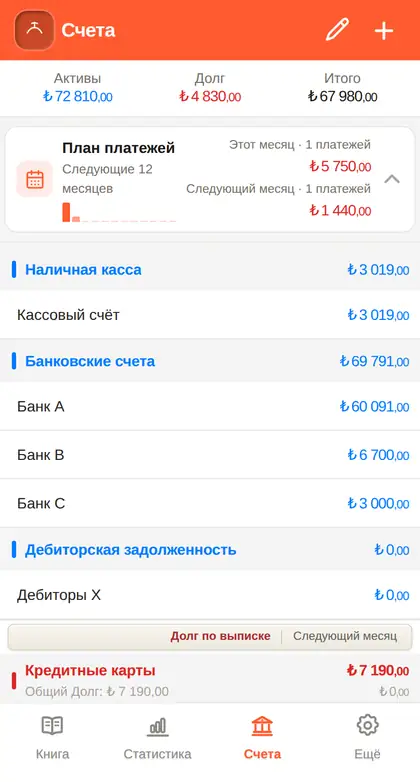 Счета
Активы Долг Итого
₺ 72 810,00 ₺ 4 830,00 ₺ 67 980,00
План платежей
Следующие 12
месяцев
Этот месяц · 1 платежей
₺ 5 750,00
Следующий месяц · 1 платежей
₺ 1 440,00
Наличная касса ₺ 3 019,00
Кассовый счёт ₺ 3 019,00
Банковские счета ₺ 69 791,00
Банк A ₺ 60 091,00
Банк B ₺ 6 700,00
Банк C ₺ 3 000,00
Дебиторская задолженность ₺ 0,00
Дебиторы X ₺ 0,00
Долг по выписке Следующий месяц
Кредитные карты ₺ 7 190,00
Общий Долг: ₺ 7 190,00 ₺ 0,00
Книга Статистика Счета Ещё